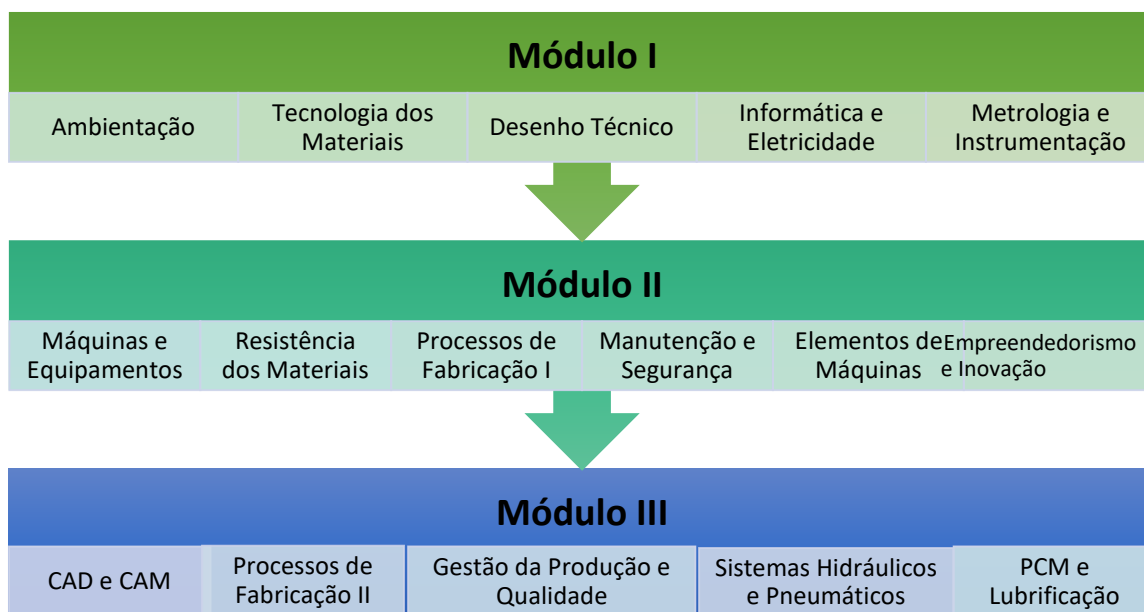 Módulo I
Ambientação
Tecnologia dos
Materiais
Desenho Técnico
Informática e
Eletricidade
Metrologia e
Instrumentação
Módulo II
Máquinas e
Equipamentos
Resistência
dos Materiais
Processos de
Fabricação I
Manutenção e
Segurança
Elementos de
Máquinas
Empreendedorismo
e Inovação
Módulo III
CAD e CAM
Processos de
Fabricação II
Gestão da Produção e
Qualidade
Sistemas Hidráulicos
e Pneumáticos
PCM e
Lubrificação